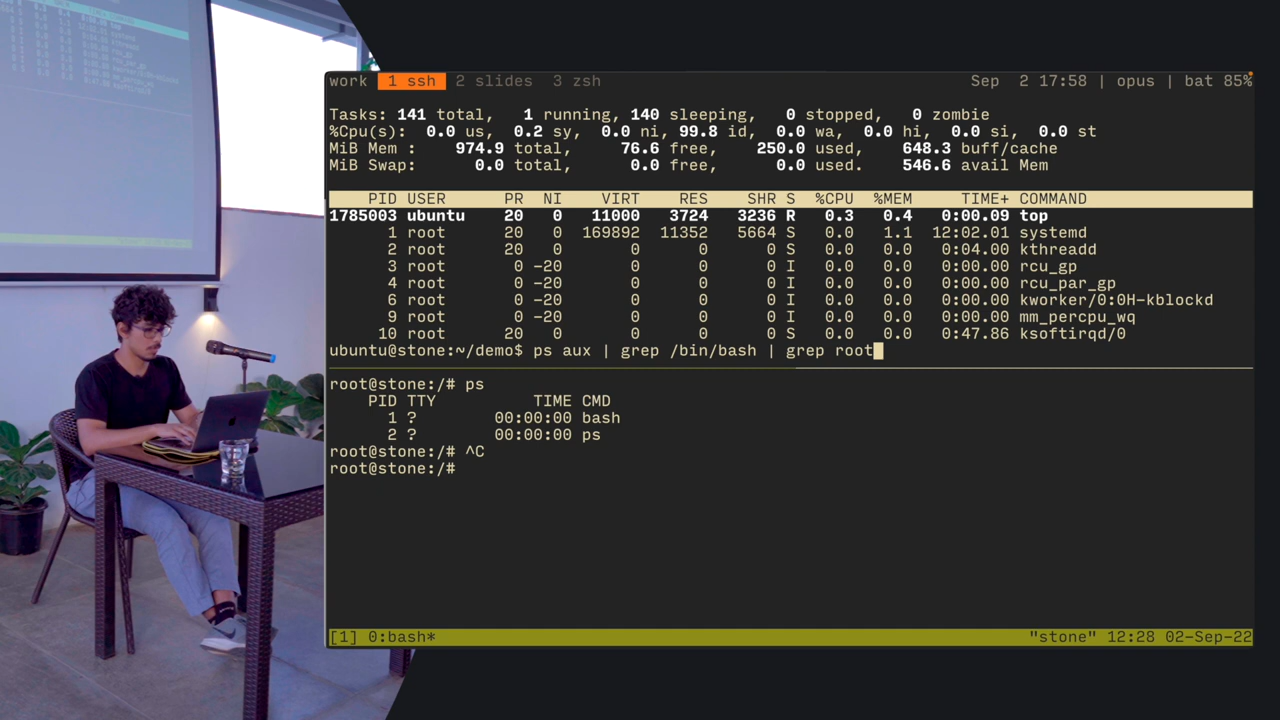 work 1 ssh 2 slides 3 zsh Sep 2 17:58 | opus | bat 85%
Tasks: 141 total, 1 running, 140 sleeping, 0 stopped, 0 zombie
%Cpu(s): 0.0 us, 0.2 sy, 0.0 ni, 99.8 id, 0.0 wa, 0.0 hi, 0.0 si, 0.0 st
MiB Mem : 974.9 total, 76.6 free, 250.0 used, 648.3 buff/cache
MiB Swap: 0.0 total, 0.0 free, 0.0 used. 546.6 avail Mem
PID USER PR NI VIRT RES SHR S %CPU %MEM TIME+ COMMAND
1785003 ubuntu 20 0 11000 3724 3236 R 0.3 0.4 0:00.09 top
1 root 20 0 169892 11352 5664 S 0.0 1.1 12:02.01 systemd
2 root 20 0 0 0 0 S 0.0 0.0 0:04.00 kthreadd
3 root 0 -20 0 0 0 I 0.0 0.0 0:00.00 rcu_gp
4 root 0 -20 0 0 0 I 0.0 0.0 0:00.00 rcu_par_gp
6 root 0 -20 0 0 0 I 0.0 0.0 0:00.00 kworker/0:0H-kblockd
9 root 0 -20 0 0 0 I 0.0 0.0 0:00.00 mm_percpu_wq
10 root 20 0 0 0 0 S 0.0 0.0 0:47.86 ksoftirqd/0
ubuntu@stone:~/demo$ ps aux | grep /bin/bash | grep root
root@stone:/# ps
PID TTY TIME CMD
1 ? 00:00:00 bash
2 ? 00:00:00 ps
root@stone:/# ^C
root@stone:/#
[1] 0:bash* "stone" 12:28 02-Sep-22